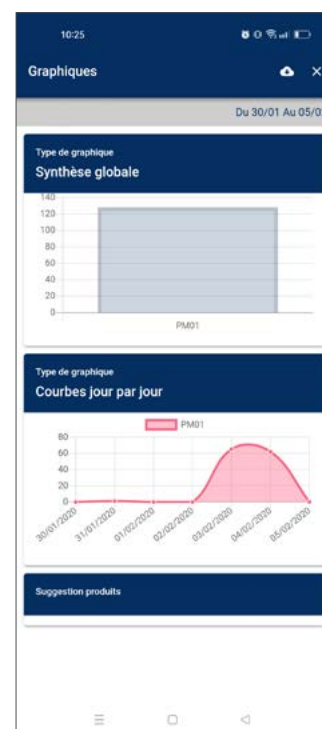 10:25
Graphiques
Du 30/01 Au 05/0
Type de graphique
Synthèse globale
140
120
100
80
60
40
20
0
PM01
Type de graphique
Courbes jour par jour
PM01
80
60
40
20
0
30/01/2020 31/01/2020 01/02/2020 02/02/2020 03/02/2020 04/02/2020 05/02/2020
Suggestion produits